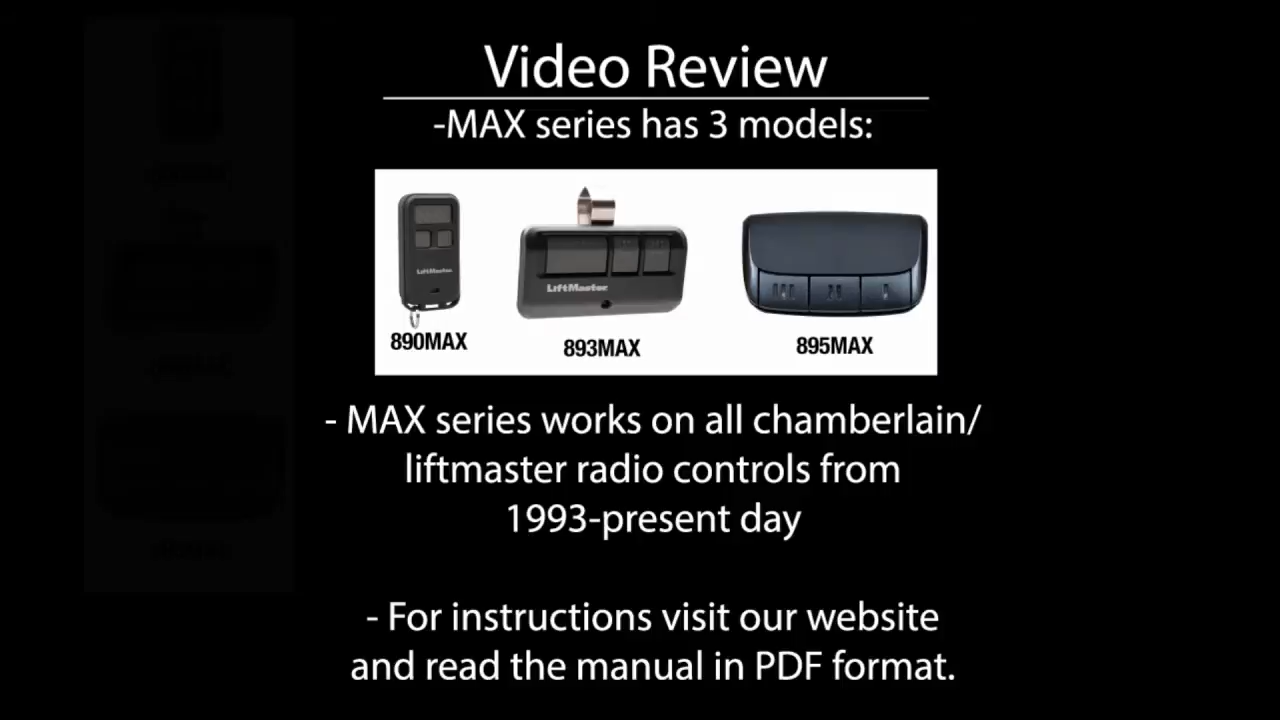 Video Review
-MAX series has 3 models:
LiftMaster
LiftMaster
890MAX
893MAX
895MAX
- MAX series works on all chamberlain/
liftmaster radio controls from
1993-present day
- For instructions visit our website
and read the manual in PDF format.